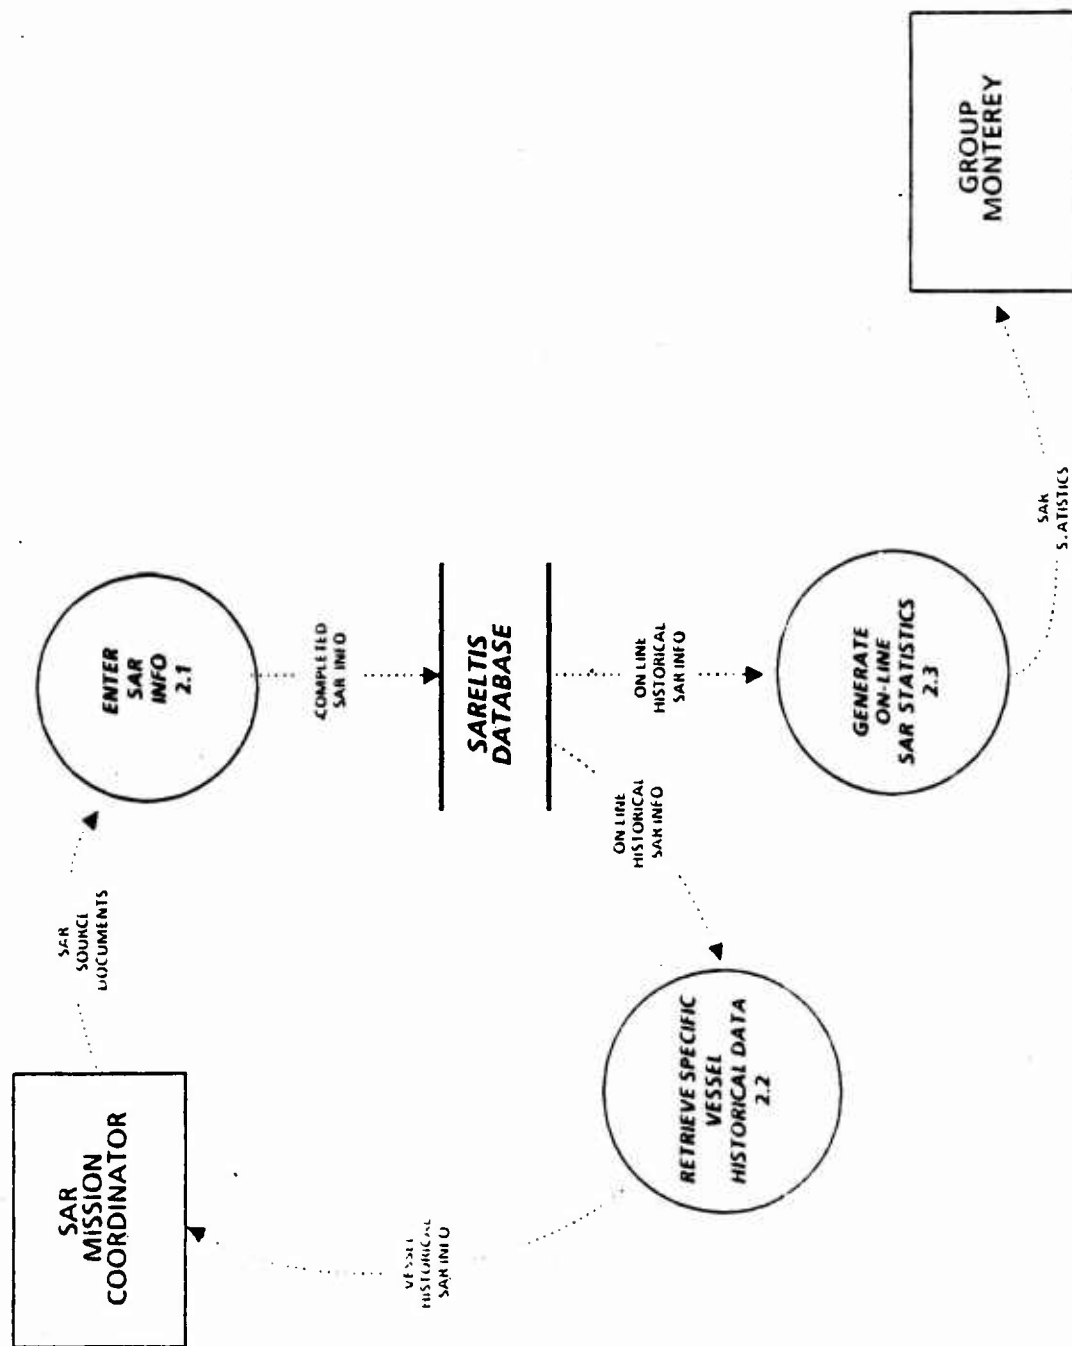 SAR
MISSION
COORDINATOR
SAR
SOURCE
DOCUMENTS
ENTER
SAR
INFO
2.1
COMPLETED
SAR INFO
SARELTIS
DATABASE
ON LINE
HISTORICAL
SAR INFO
ON LINE
HISTORICAL
SAR INFO
VESSEL
HISTORICAL
SAR INFO
RETRIEVE SPECIFIC
VESSEL
HISTORICAL DATA
2.2
GENERATE
ON-LINE
SAR STATISTICS
2.3
SAR
S.ATISTICS
GROUP
MONTEREY